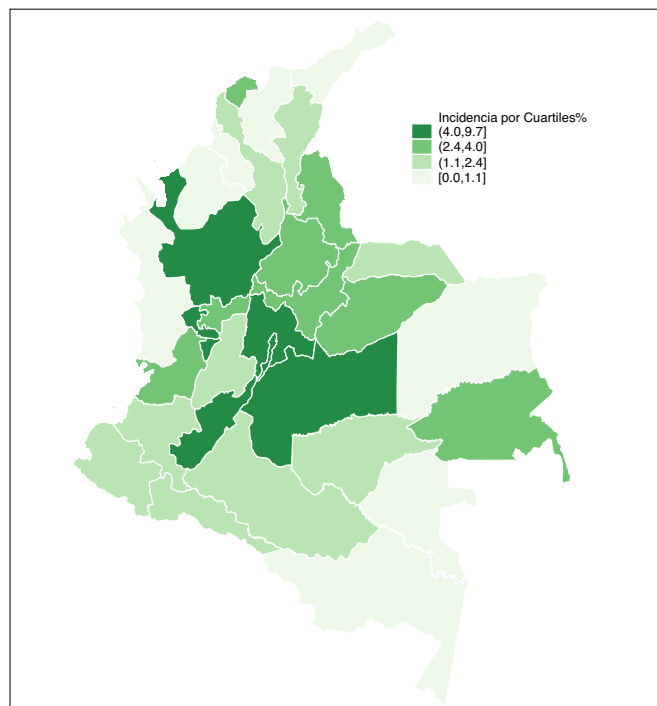 Incidencia por Cuartiles%
(4.0,9.7]
(2.4,4.0]
(1.1,2.4]
[0.0,1.1]